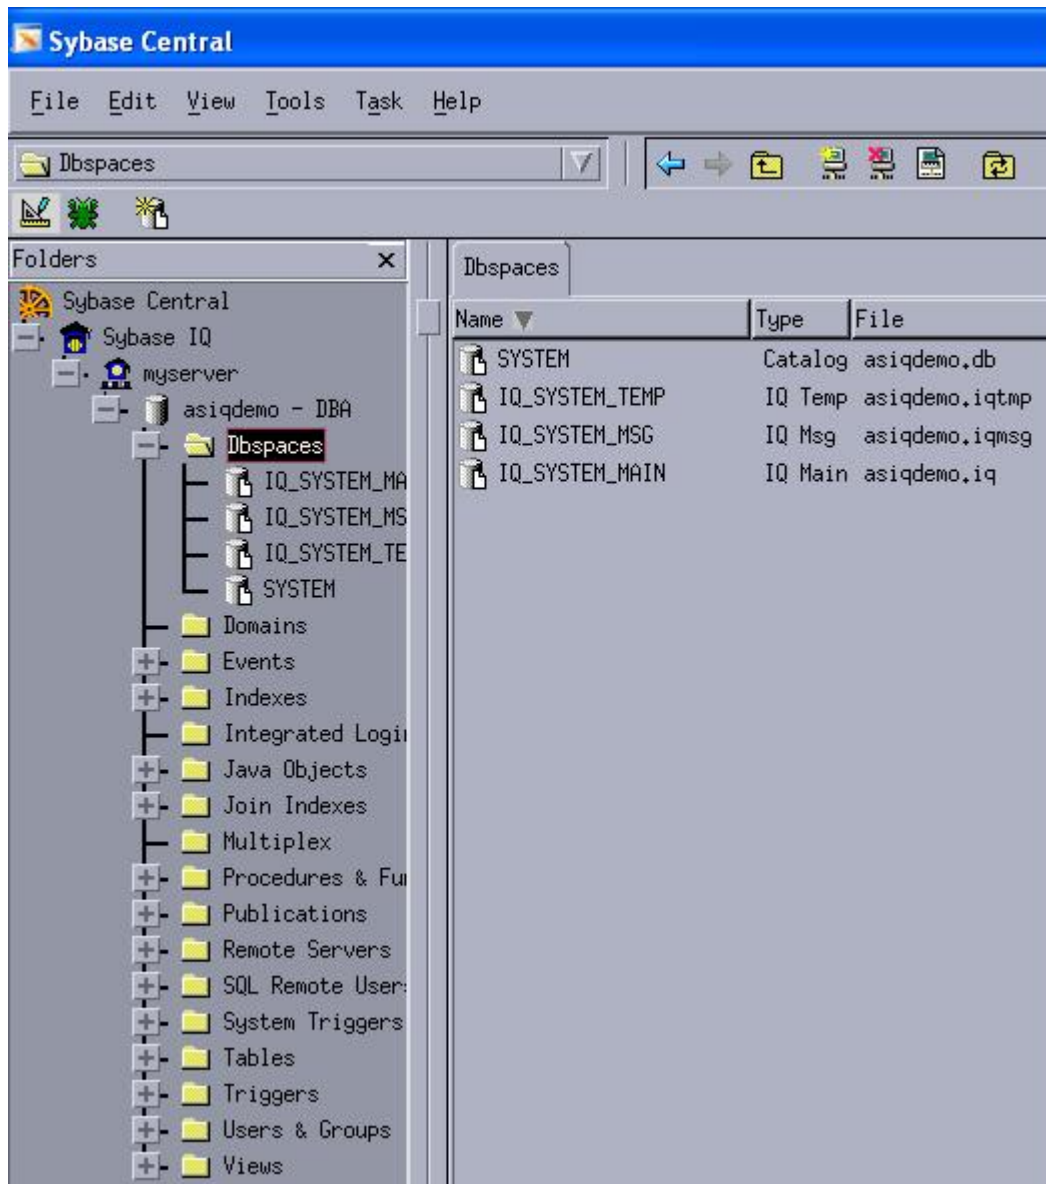 Sybase Central
File Edit View Tools Task Help
Dbspaces
Folders
Sybase Central
Sybase IQ
myserver
asiqdemo - DBA
Dbspaces
IQ_SYSTEM_MA
IQ_SYSTEM_MS
IQ_SYSTEM_TE
SYSTEM
Domains
Events
Indexes
Integrated Logi
Java Objects
Join Indexes
Multiplex
Procedures & Fu
Publications
Remote Servers
SQL Remote User
System Triggers
Tables
Triggers
Users & Groups
Views
Dbspaces
Name Type File
SYSTEM Catalog asiqdemo.db
IQ_SYSTEM_TEMP IQ Temp asiqdemo.iqtmp
IQ_SYSTEM_MSG IQ Msg asiqdemo.iqmsg
IQ_SYSTEM_MAIN IQ Main asiqdemo.iq